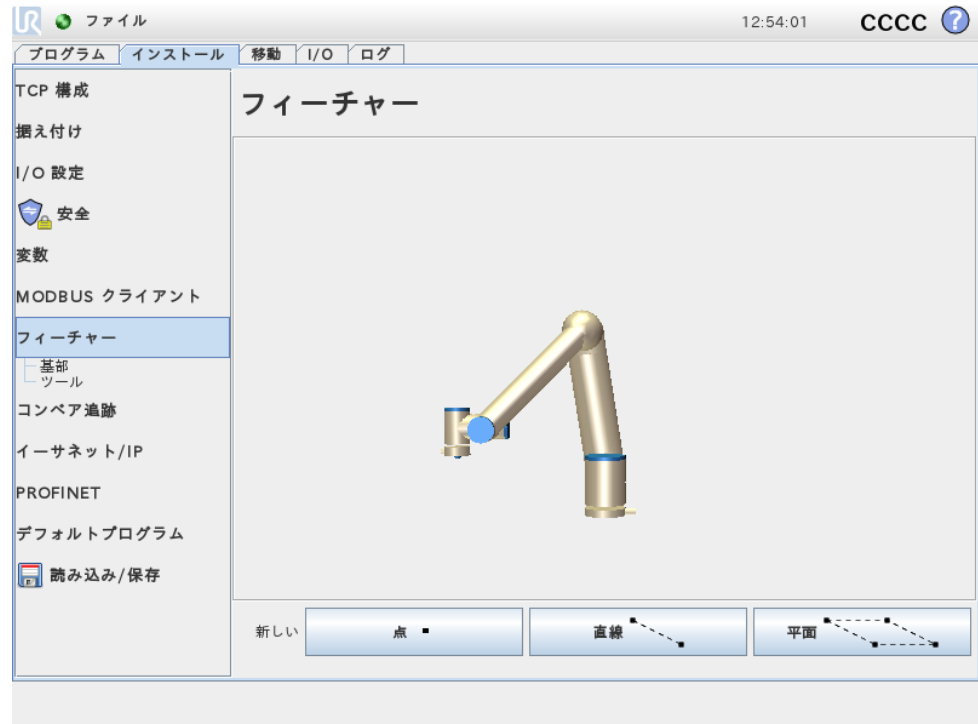 UR ファイル 12:54:01 CCCC ?
プログラム インストール 移動 I/O ログ
TCP 構成
据え付け
I/O 設定
安全
変数
MODBUS クライアント
フィーチャー
基部
ツール
コンベア追跡
イーサネット/IP
PROFINET
デフォルトプログラム
読み込み/保存
フィーチャー
新しい 点 直線 平面